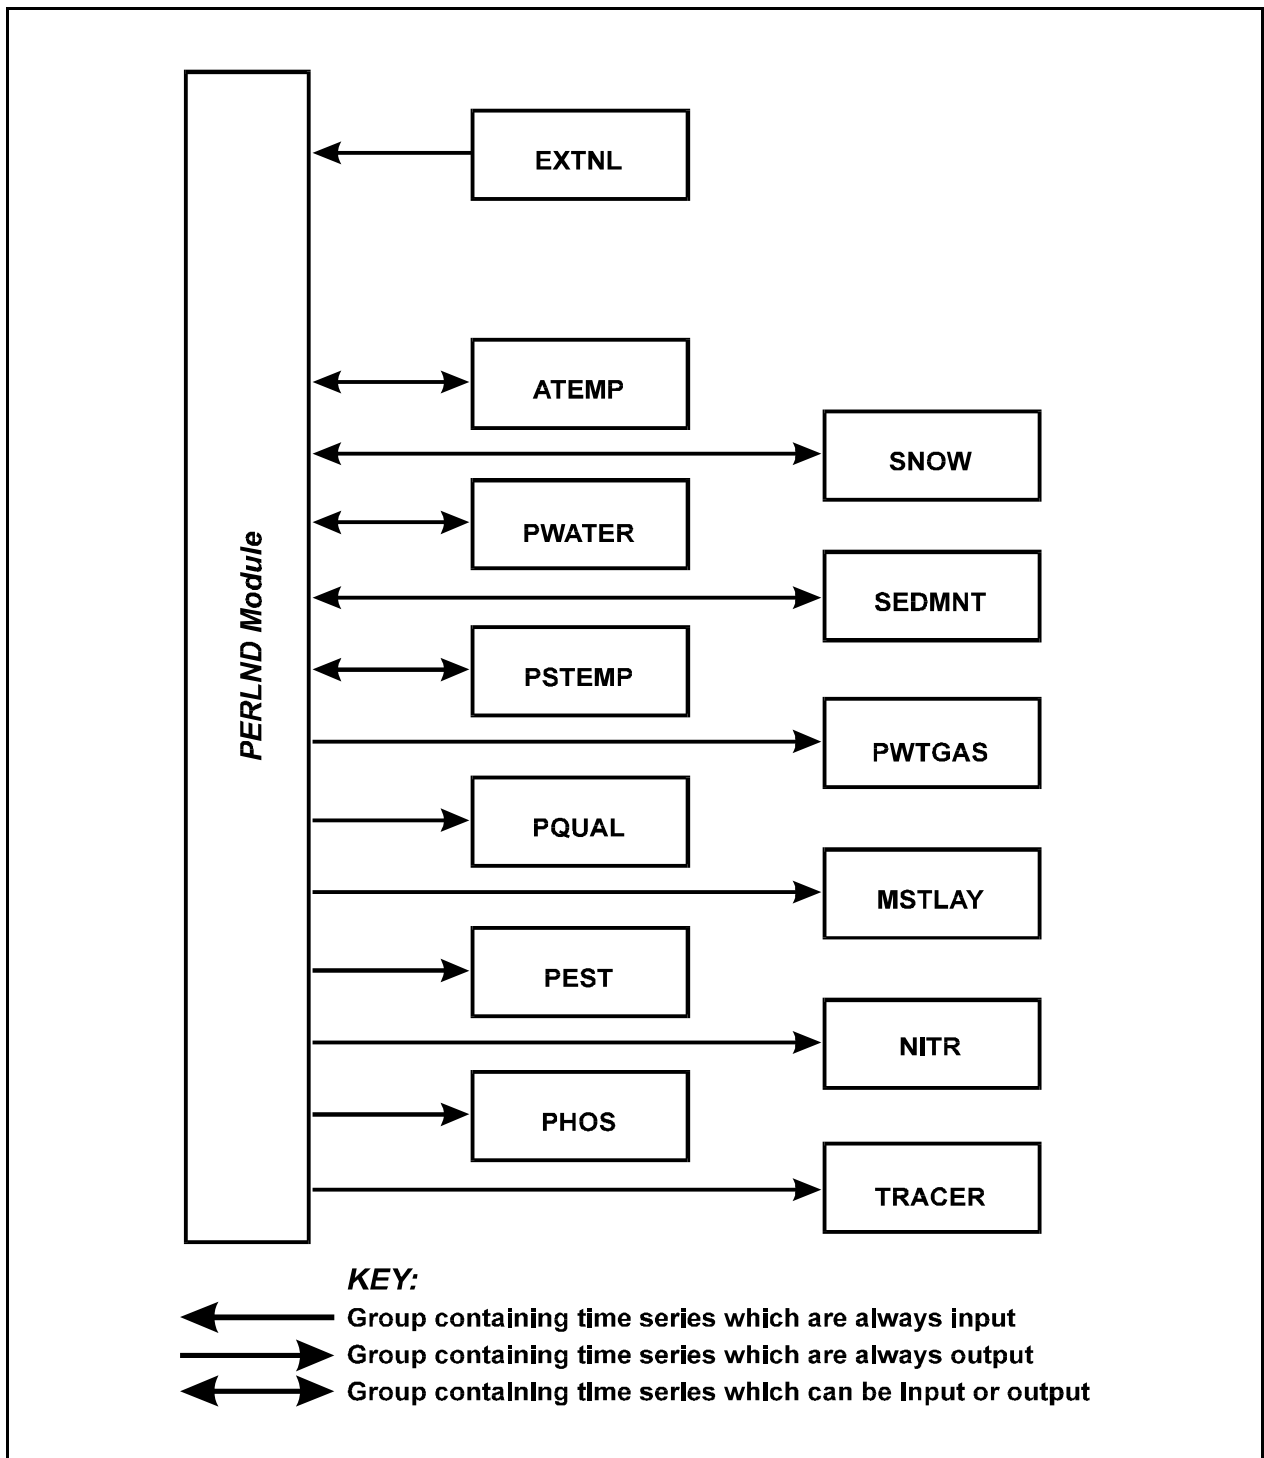 EXTNL
ATEMP
SNOW
PWATER
SEDMNT
PSTEMP
PERLND Module
PWTGAS
PQUAL
MSTLAY
PEST
NITR
PHOS
TRACER
KEY:
Group containing time series which are always input
Group containing time series which are always output
Group containing time series which can be input or output